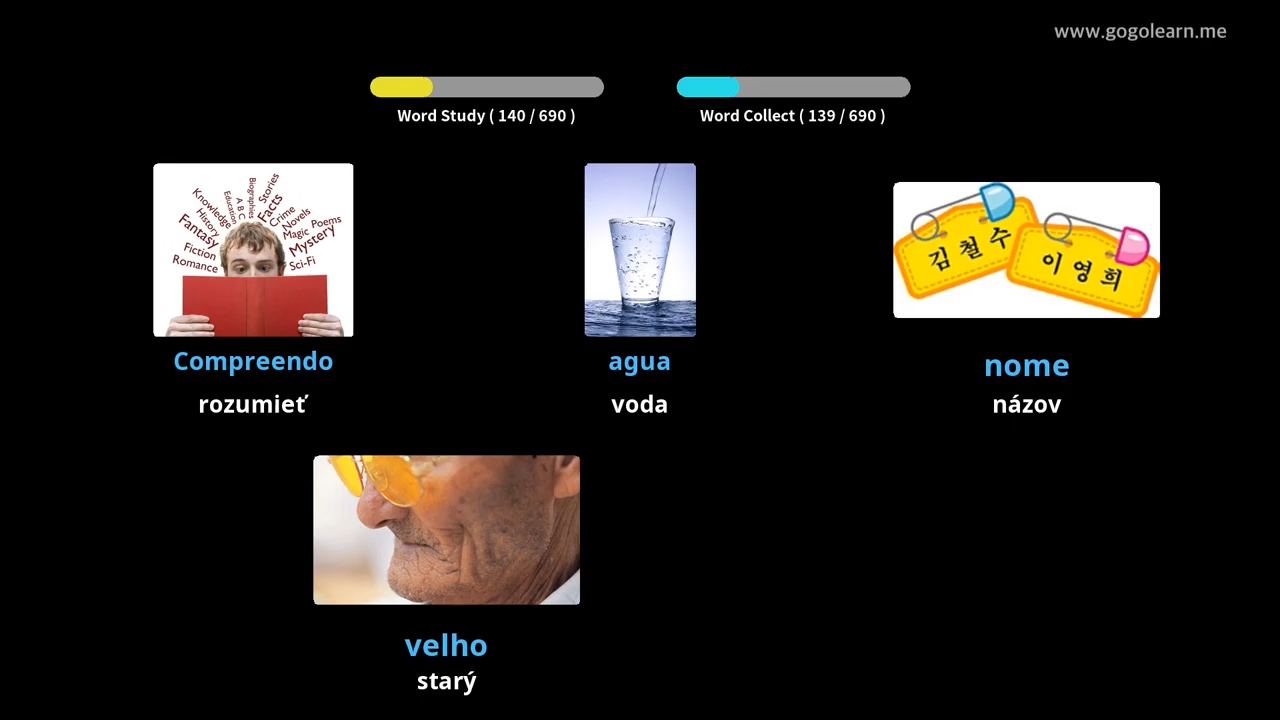 www.gogolearn.me
Word Study ( 140 / 690 )
Word Collect ( 139 / 690 )
Knowledge
History
Fantasy
Fiction
Romance
Education
A B C
Biographies
Stories
Facts
Crime
Novels
Magic
Poems
Mystery
Sci-Fi
김철수
이영희
Compreendo
agua
nome
rozumieť
voda
názov
velho
starý